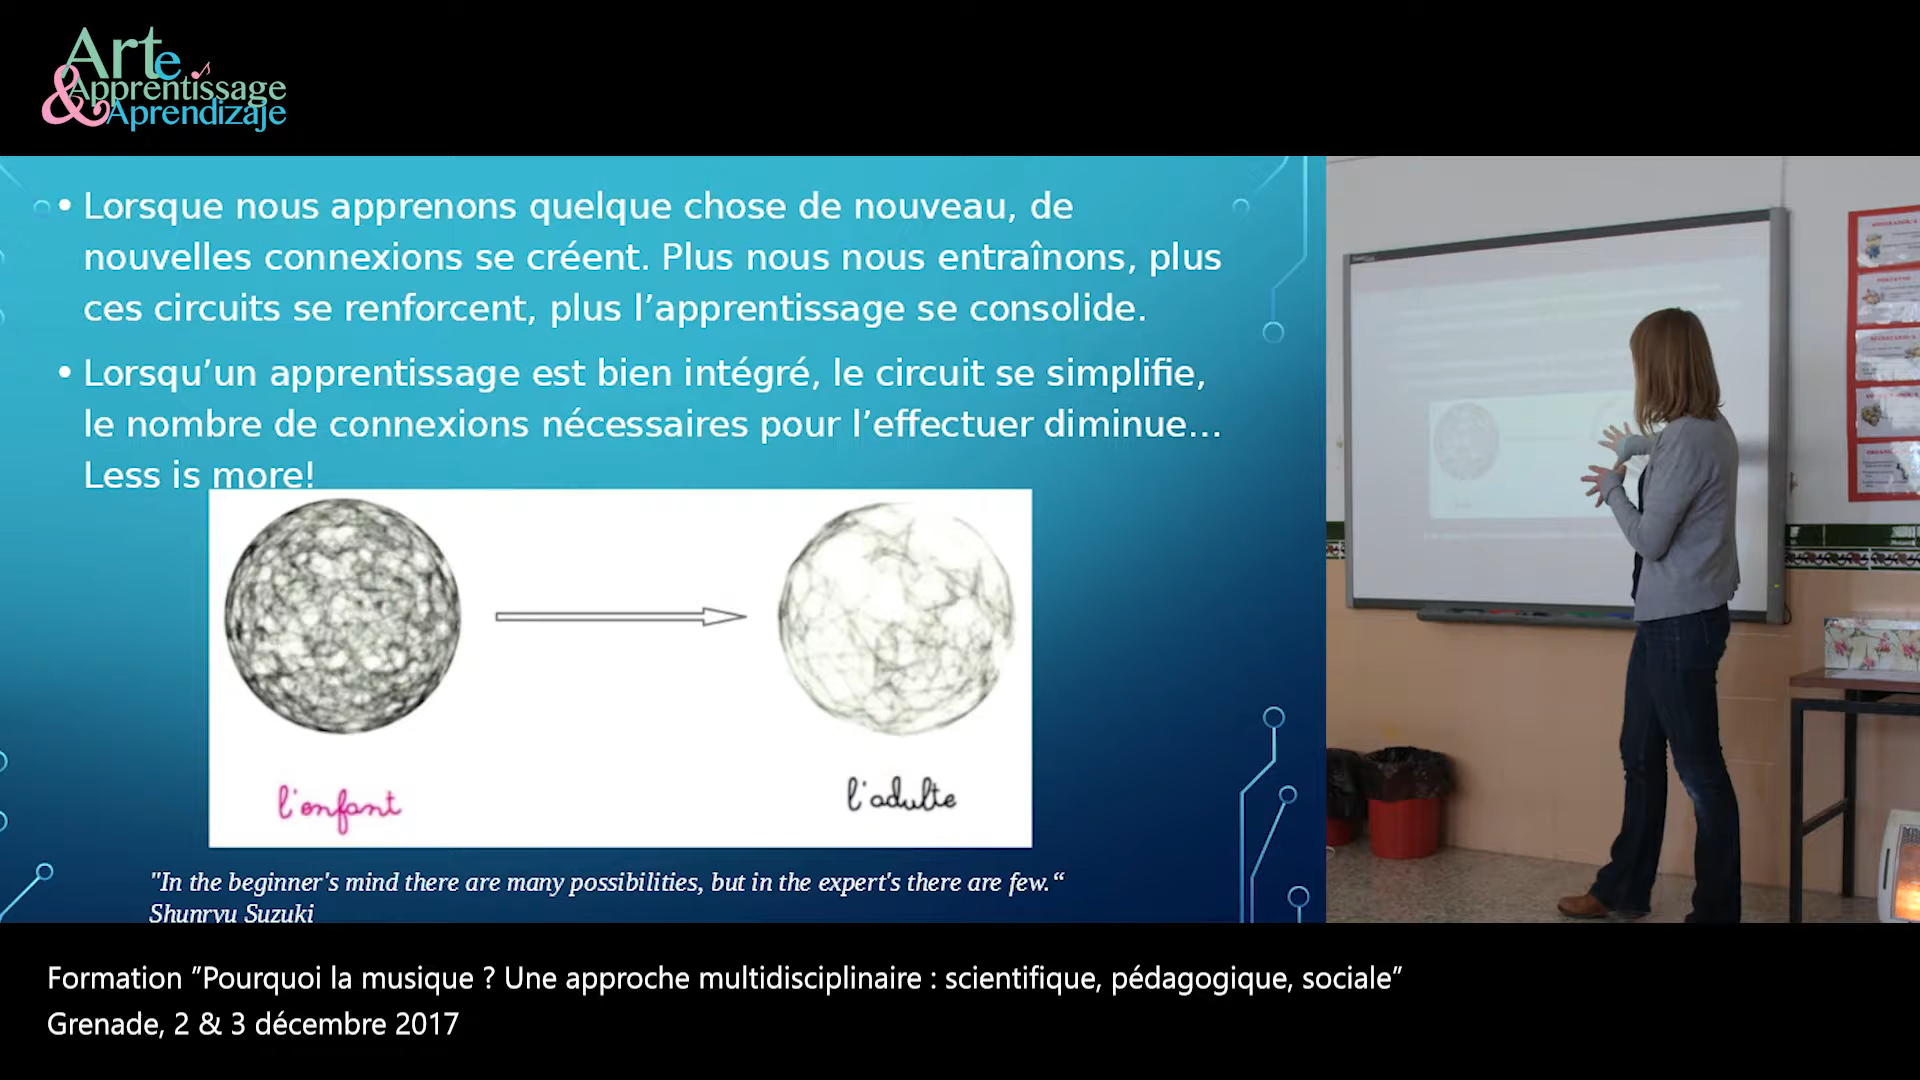 Arte
& Apprentissage
Aprendizaje
• Lorsque nous apprenons quelque chose de nouveau, de
nouvelles connexions se créent. Plus nous nous entraînons, plus
ces circuits se renforcent, plus l’apprentissage se consolide.
• Lorsqu’un apprentissage est bien intégré, le circuit se simplifie,
le nombre de connexions nécessaires pour l’effectuer diminue…
Less is more!
l'enfant
l'adulte
"In the beginner's mind there are many possibilities, but in the expert's there are few.“
Shunryu Suzuki
Formation ”Pourquoi la musique ? Une approche multidisciplinaire : scientifique, pédagogique, sociale”
Grenade, 2 & 3 décembre 2017